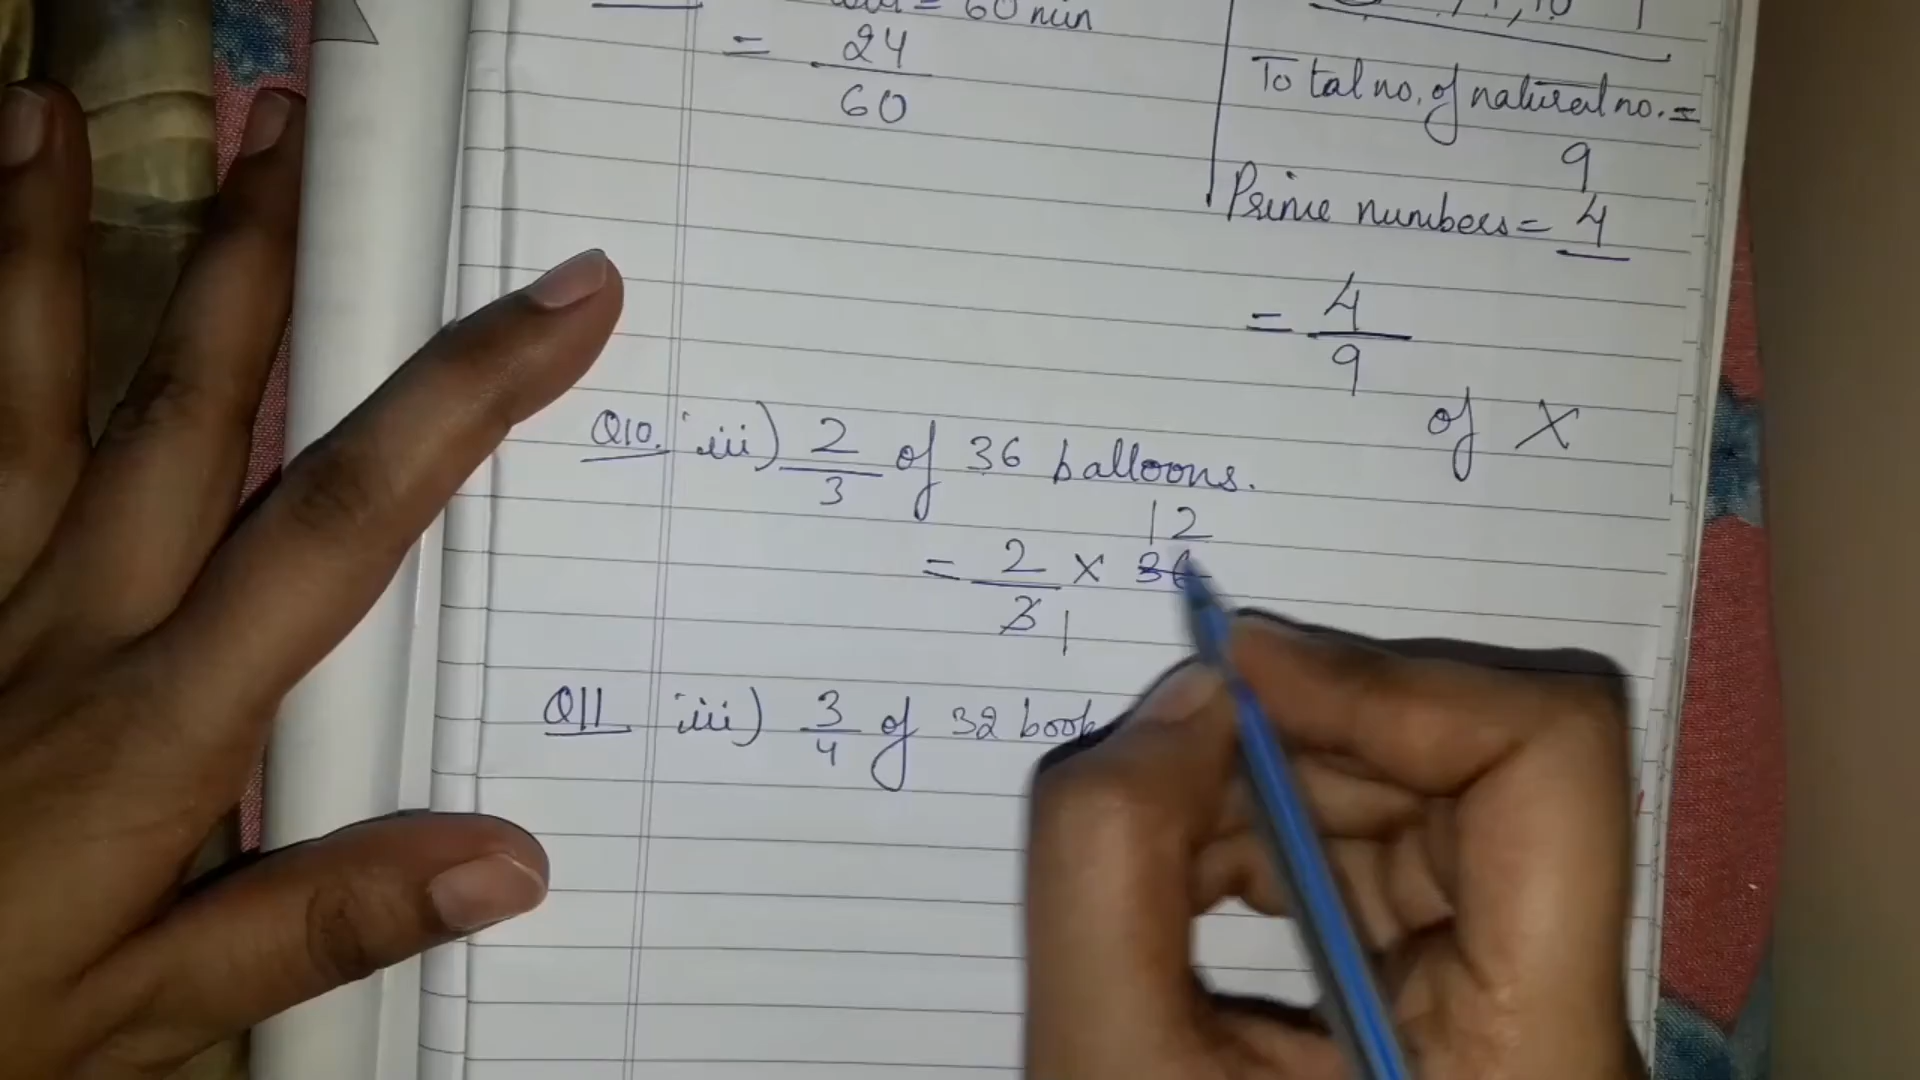 = 60 min
= 24
60
Total no. of natural no. =
9
Prime numbers = 4
= 4
9
of X
Q10. iii) 2 of 36 balloons.
3
12
= 2 x 36
3 1
Q11 iii) 3 of 32 book
4